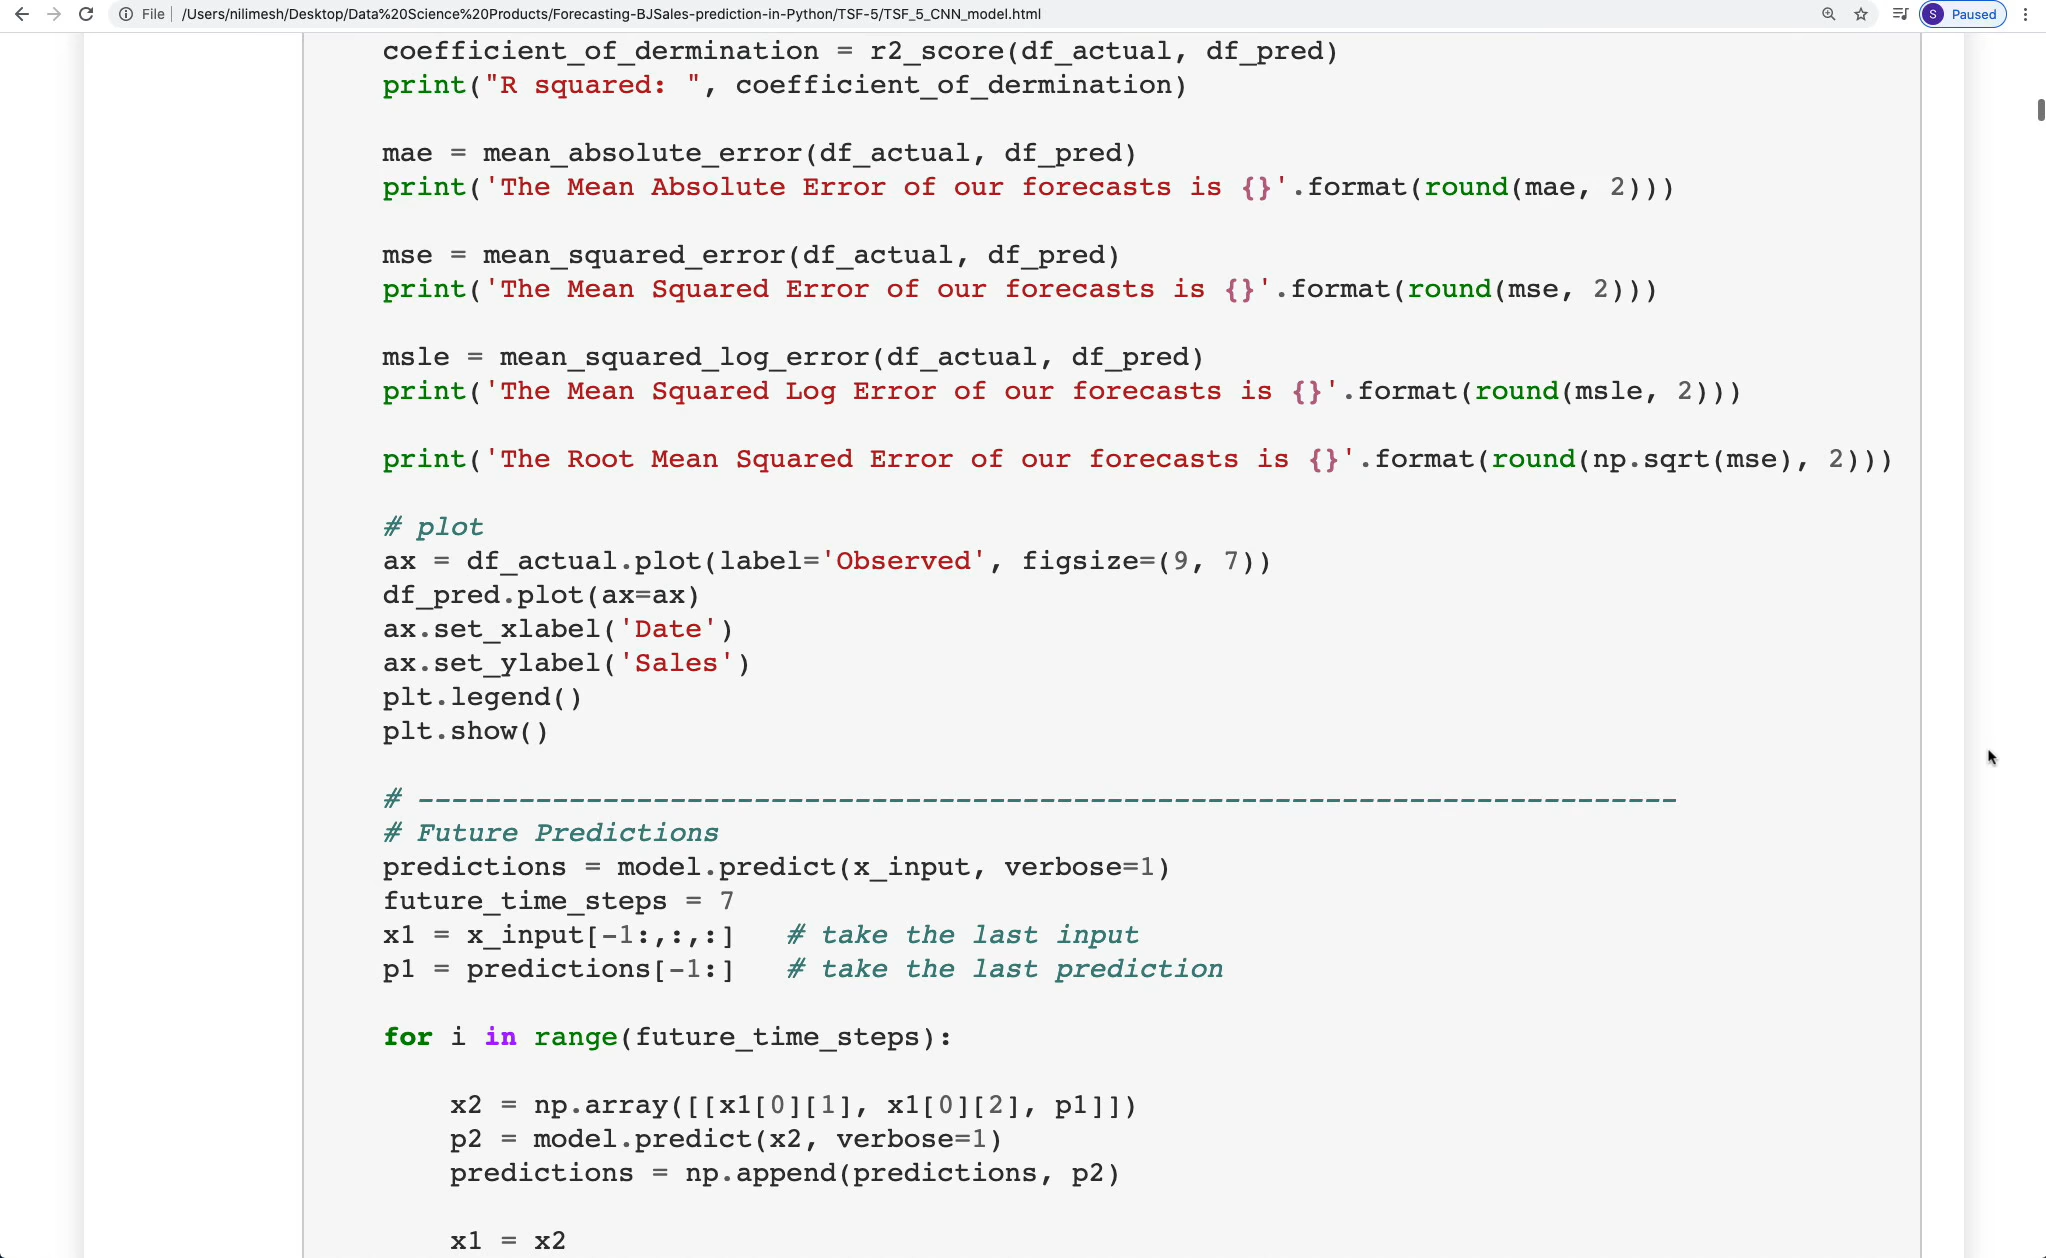 File
/Users/nilimesh/Desktop/Data%20Science%20Products/Forecasting-BJSales-prediction-in-Python/TSF-5/TSF_5_CNN_model.html
S Paused
coefficient_of_dermination = r2_score(df_actual, df_pred)
print("R squared: ", coefficient_of_dermination)
mae = mean_absolute_error(df_actual, df_pred)
print('The Mean Absolute Error of our forecasts is {}'.format(round(mae, 2)))
mse = mean_squared_error(df_actual, df_pred)
print('The Mean Squared Error of our forecasts is {}'.format(round(mse, 2)))
msle = mean_squared_log_error(df_actual, df_pred)
print('The Mean Squared Log Error of our forecasts is {}'.format(round(msle, 2)))
print('The Root Mean Squared Error of our forecasts is {}'.format(round(np.sqrt(mse), 2)))
# plot
ax = df_actual.plot(label='Observed', figsize=(9, 7))
df_pred.plot(ax=ax)
ax.set_xlabel('Date')
ax.set_ylabel('Sales')
plt.legend()
plt.show()
# ---------------------------------------------------------------------------
# Future Predictions
predictions = model.predict(x_input, verbose=1)
future_time_steps = 7
x1 = x_input[-1:,:,:]   # take the last input
p1 = predictions[-1:]   # take the last prediction
for i in range(future_time_steps):
x2 = np.array([[x1[0][1], x1[0][2], p1]])
p2 = model.predict(x2, verbose=1)
predictions = np.append(predictions, p2)
x1 = x2